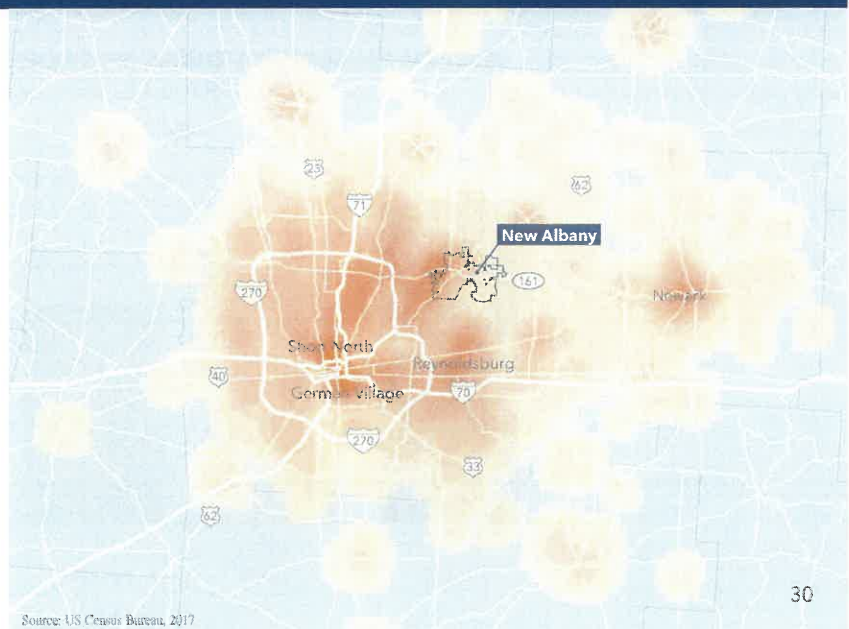 23
62
71
New Albany
270
161
Newark
Short North
Reynoldsburg
40
German Village
70
270
33
62
30
Source: US Census Bureau, 2017